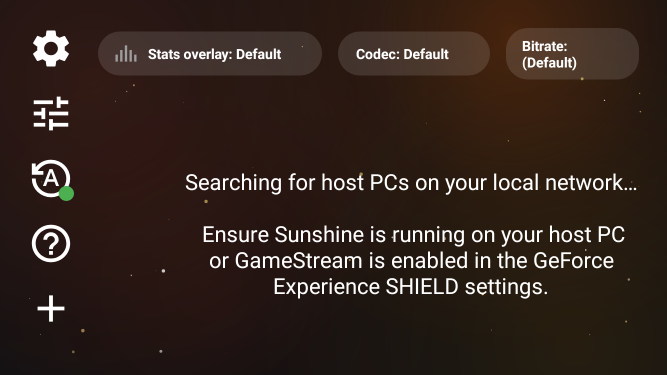 Stats overlay: Default
Codec: Default
Bitrate:
(Default)
A
Searching for host PCs on your local network...
Ensure Sunshine is running on your host PC
or GameStream is enabled in the GeForce
Experience SHIELD settings.